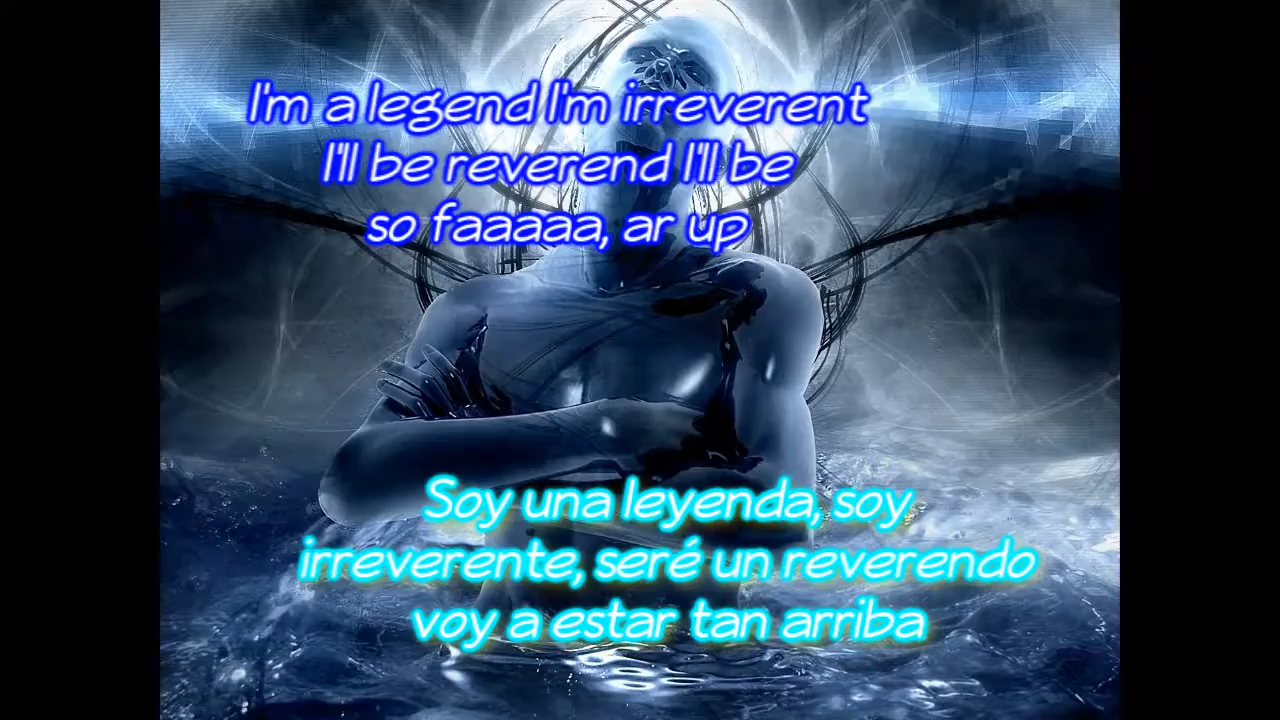 I'm a legend I'm irreverent
I'll be reverend I'll be
so faaaaa, ar up
Soy una leyenda, soy
irreverente, seré un reverendo
voy a estar tan arriba